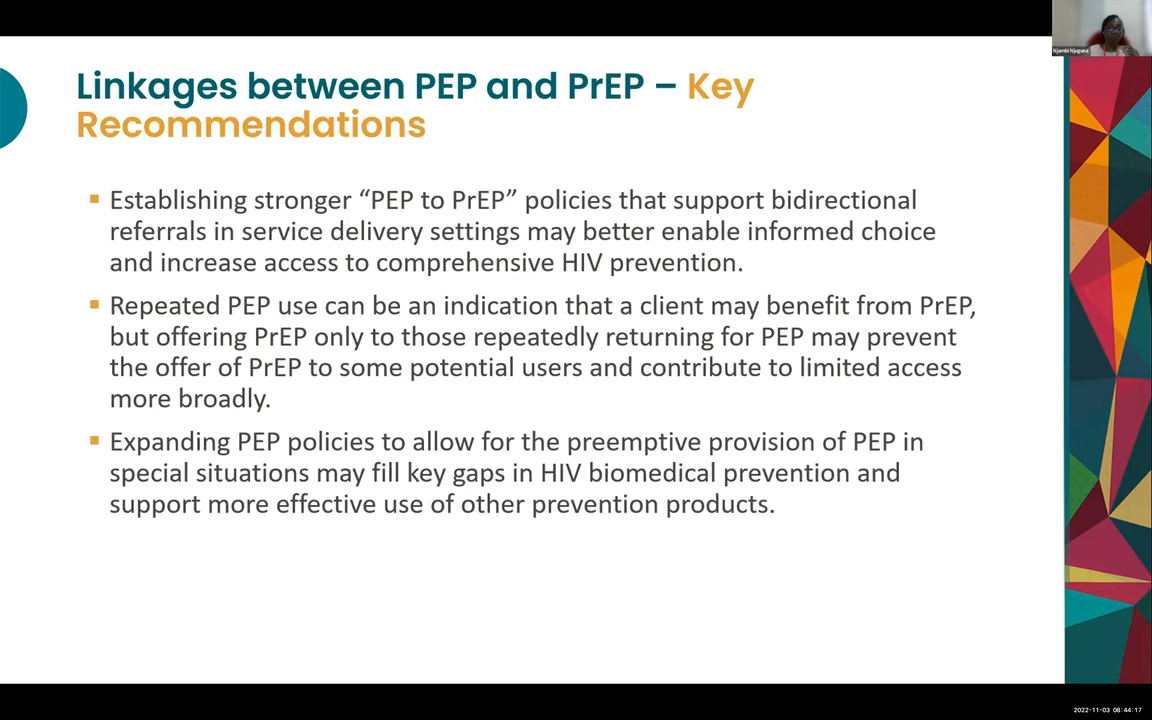 Linkages between PEP and PrEP – Key
Recommendations
Establishing stronger “PEP to PrEP” policies that support bidirectional
referrals in service delivery settings may better enable informed choice
and increase access to comprehensive HIV prevention.
Repeated PEP use can be an indication that a client may benefit from PrEP,
but offering PrEP only to those repeatedly returning for PEP may prevent
the offer of PrEP to some potential users and contribute to limited access
more broadly.
Expanding PEP policies to allow for the preemptive provision of PEP in
special situations may fill key gaps in HIV biomedical prevention and
support more effective use of other prevention products.
Njambi Njuguna
2022-11-03 08:44:17